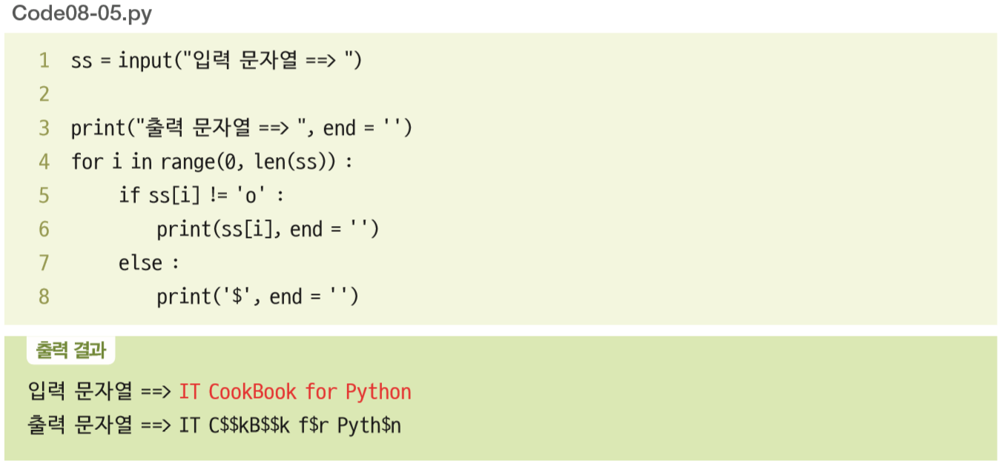 Code08-05.py
1 ss = input("입력 문자열 ==> ")
2
3 print("출력 문자열 ==> ", end = '')
4 for i in range(0, len(ss)) :
5     if ss[i] != 'o' :
6         print(ss[i], end = '')
7     else :
8         print('$', end = '')
출력 결과
입력 문자열 ==> IT CookBook for Python
출력 문자열 ==> IT C$$kB$$k f$r Pyth$n